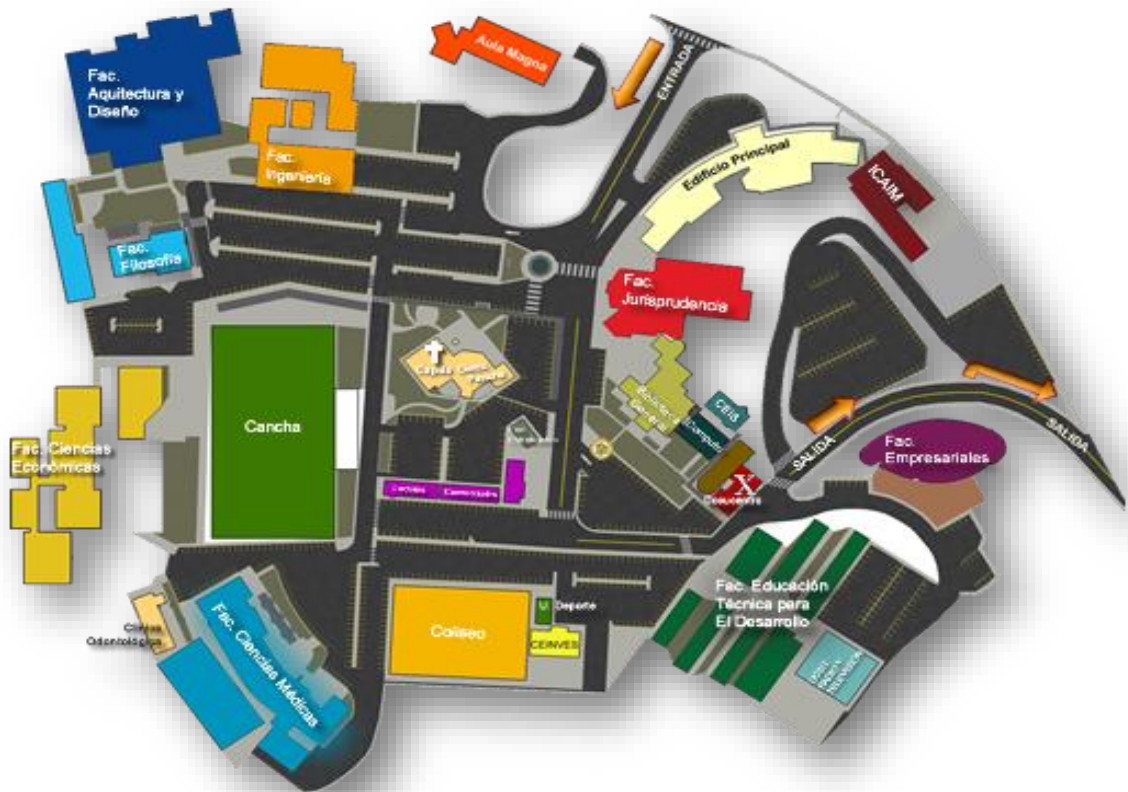 Aula Magna
ENTRADA
Fac.
Aquitectura y
Diseño
Fac.
Ingeniería
Edificio Principal
ICAIM
Fac.
Filosofía
Fac.
Jurisprudencia
Capilla
Cancha
Biblioteca
General
CEIS
Computo
X
SALIDA
SALIDA
Fac.
Empresariales
Fac. Ciencias
Económicas
Fac. Educación
Técnica para
El Desarrollo
Coliseo
U.
Deporte
CEINVES
Clínica
Odontológica
Fac. Ciencias Médicas